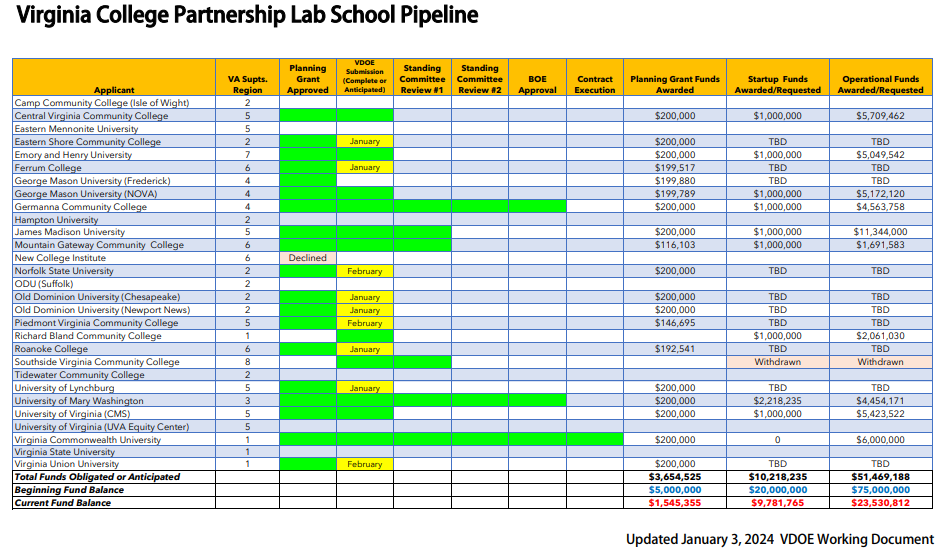 Virginia College Partnership Lab School Pipeline
Applicant VA Supts. Region Planning Grant Approved VDOE Submission (Complete or Anticipated) Standing Committee Review #1 Standing Committee Review #2 BOE Approval Contract Execution Planning Grant Funds Awarded Startup Funds Awarded/Requested Operational Funds Awarded/Requested
Camp Community College (Isle of Wight) 2
Central Virginia Community College 5 $200,000 $1,000,000 $5,709,462
Eastern Mennonite University 5
Eastern Shore Community College 2 January $200,000 TBD TBD
Emory and Henry University 7 $200,000 $1,000,000 $5,049,542
Ferrum College 6 January $199,517 TBD TBD
George Mason University (Frederick) 4 $199,880 TBD TBD
George Mason University (NOVA) 4 $199,789 $1,000,000 $5,172,120
Germanna Community College 4 $200,000 $1,000,000 $4,563,758
Hampton University 2
James Madison University 5 $200,000 $1,000,000 $11,344,000
Mountain Gateway Community College 6 $116,103 $1,000,000 $1,691,583
New College Institute 6 Declined
Norfolk State University 2 February $200,000 TBD TBD
ODU (Suffolk) 2
Old Dominion University (Chesapeake) 2 January $200,000 TBD TBD
Old Dominion University (Newport News) 2 January $200,000 TBD TBD
Piedmont Virginia Community College 5 February $146,695 TBD TBD
Richard Bland Community College 1 $1,000,000 $2,061,030
Roanoke College 6 January $192,541 TBD TBD
Southside Virginia Community College 8 Withdrawn Withdrawn
Tidewater Community College 2
University of Lynchburg 5 January $200,000 TBD TBD
University of Mary Washington 3 $200,000 $2,218,235 $4,454,171
University of Virginia (CMS) 5 $200,000 $1,000,000 $5,423,522
University of Virginia (UVA Equity Center) 5
Virginia Commonwealth University 1 $200,000 0 $6,000,000
Virginia State University 1
Virginia Union University 1 February $200,000 TBD TBD
Total Funds Obligated or Anticipated $3,654,525 $10,218,235 $51,469,188
Beginning Fund Balance $5,000,000 $20,000,000 $75,000,000
Current Fund Balance $1,545,355 $9,781,765 $23,530,812
Updated January 3, 2024 VDOE Working Document